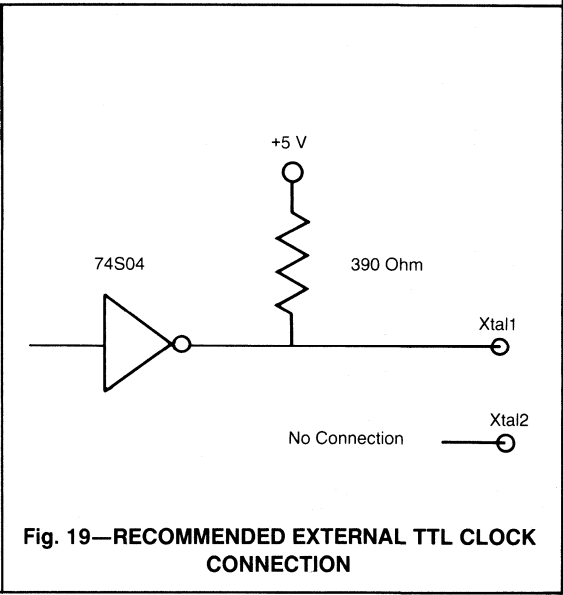 +5 V
74S04
390 Ohm
Xtal1
Xtal2
No Connection
Fig. 19—RECOMMENDED EXTERNAL TTL CLOCK
CONNECTION